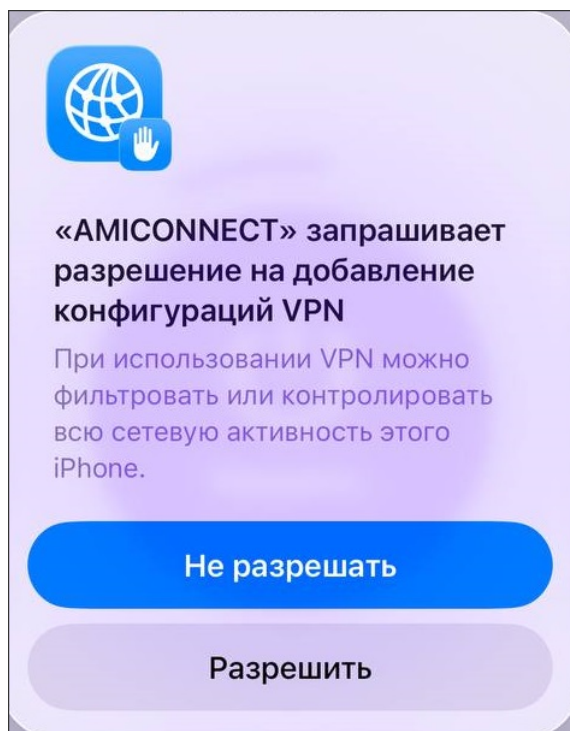 «AMICONNECT» запрашивает
разрешение на добавление
конфигураций VPN
При использовании VPN можно
фильтровать или контролировать
всю сетевую активность этого
iPhone.
Не разрешать
Разрешить